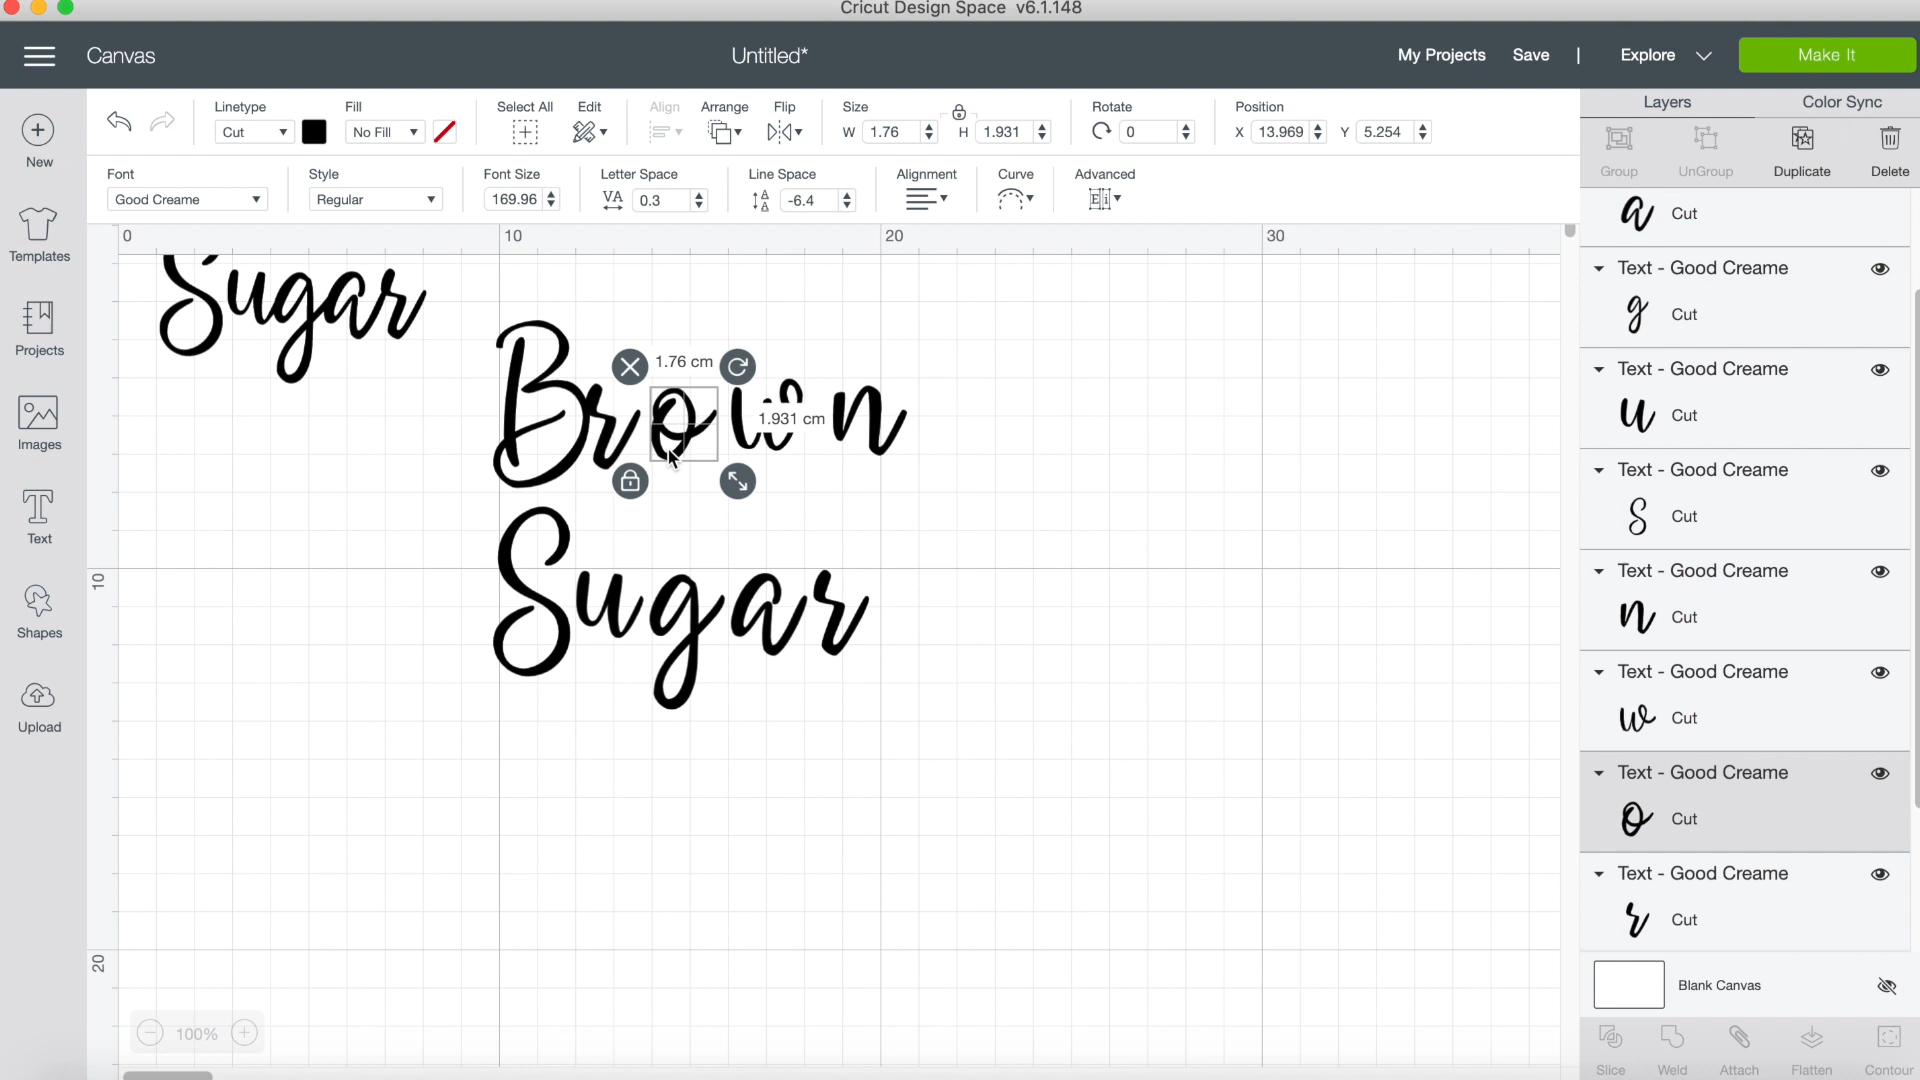 Cricut Design Space v6.1.148
Canvas
Untitled*
My Projects Save | Explore
Make It
Linetype Fill Select All Edit Align Arrange Flip Size Rotate Position
Cut No Fill W 1.76 H 1.931 0 X 13.969 Y 5.254
Font Style Font Size Letter Space Line Space Alignment Curve Advanced
Good Creame Regular 169.96 VA 0.3 -6.4
Layers Color Sync
Group UnGroup Duplicate Delete
New
Templates
Projects
Images
Text
Shapes
Upload
0 10 20 30
10
20
Sugar
Brown
1.76 cm
1.931 cm
Sugar
100%
a Cut
Text - Good Creame
g Cut
Text - Good Creame
u Cut
Text - Good Creame
S Cut
Text - Good Creame
n Cut
Text - Good Creame
w Cut
Text - Good Creame
o Cut
Text - Good Creame
r Cut
Blank Canvas
Slice Weld Attach Flatten Contour